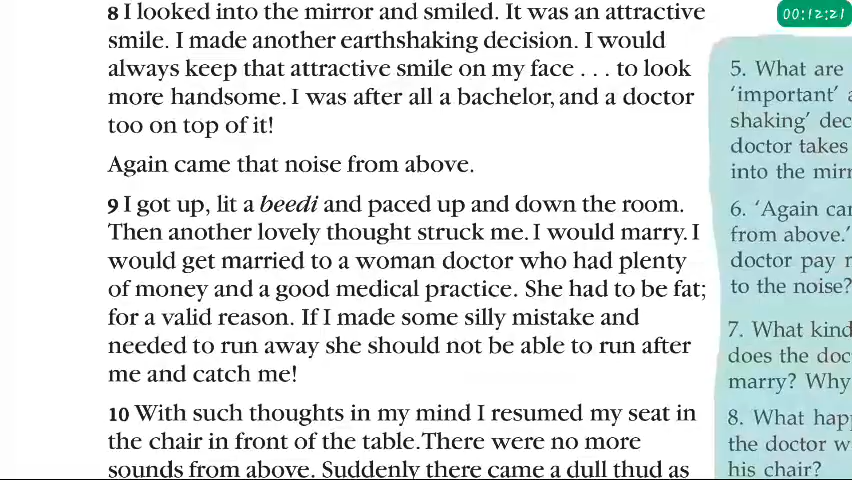 00:12:21
8 I looked into the mirror and smiled. It was an attractive
smile. I made another earthshaking decision. I would
always keep that attractive smile on my face . . . to look
more handsome. I was after all a bachelor, and a doctor
too on top of it!
Again came that noise from above.
9 I got up, lit a beedi and paced up and down the room.
Then another lovely thought struck me. I would marry. I
would get married to a woman doctor who had plenty
of money and a good medical practice. She had to be fat;
for a valid reason. If I made some silly mistake and
needed to run away she should not be able to run after
me and catch me!
10 With such thoughts in my mind I resumed my seat in
the chair in front of the table. There were no more
sounds from above. Suddenly there came a dull thud as
5. What are
'important'
shaking' dec
doctor takes
into the mirr
6. 'Again car
from above.'
doctor pay
to the noise?
7. What kind
does the doc
marry? Why
8. What hap
the doctor w
his chair?